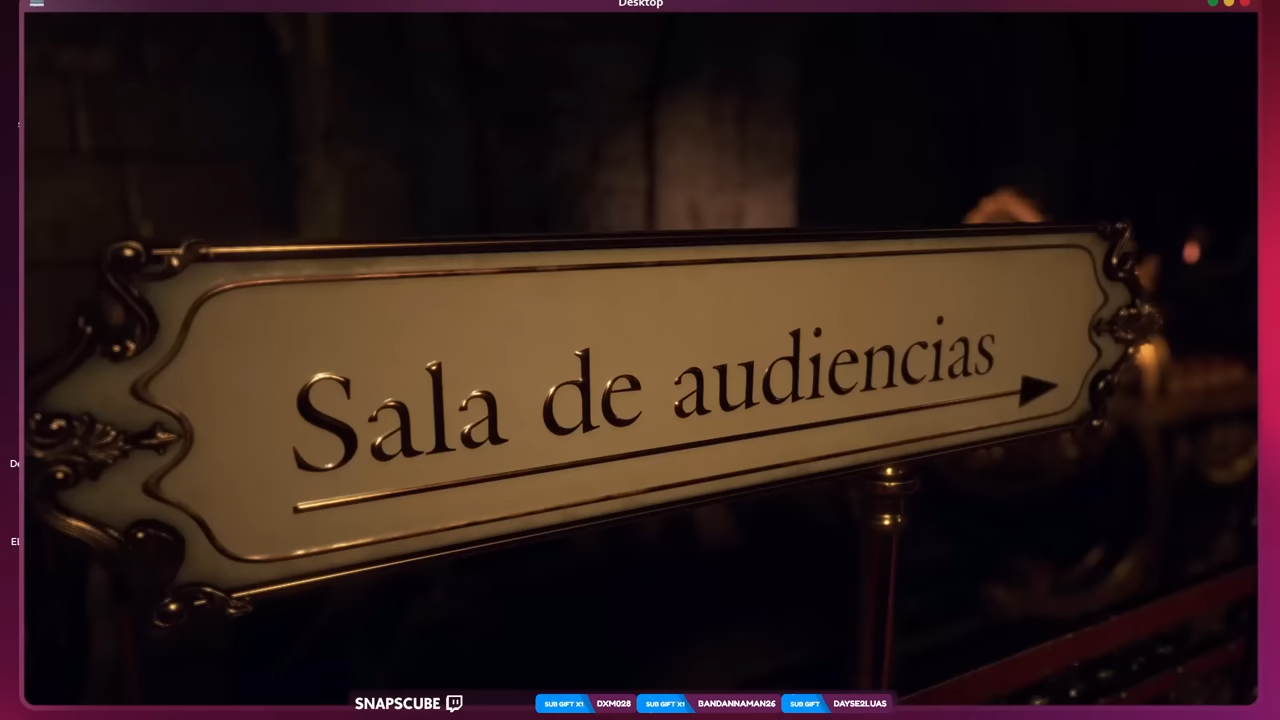 Desktop
Sala de audiencias
SNAPSCUBE
SUB GIFT X1 DXM028 SUB GIFT X1 BANDANNAMAN26 SUB GIFT DAYSE2LUAS